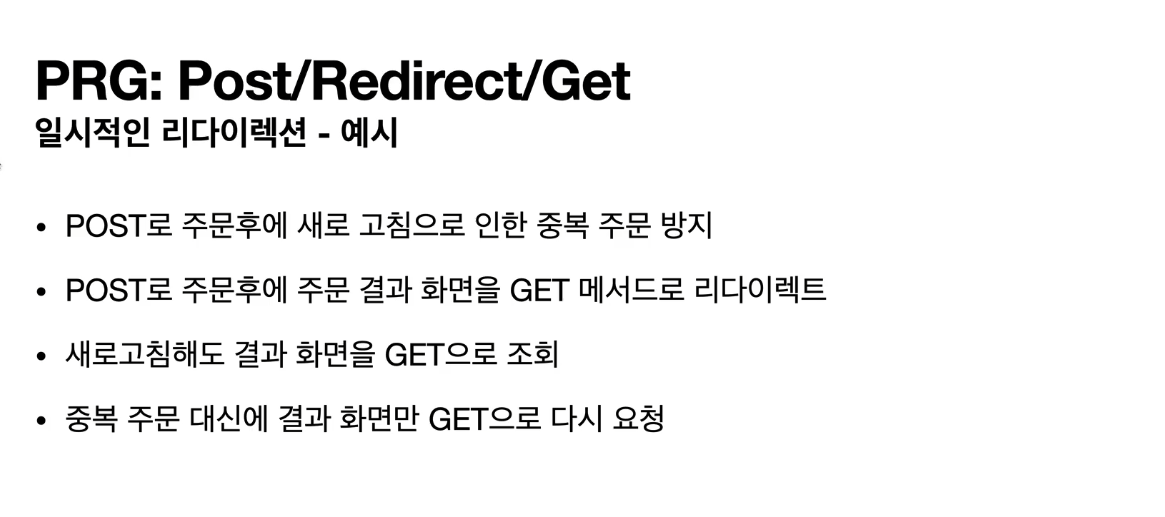 PRG: Post/Redirect/Get
일시적인 리다이렉션 - 예시
• POST로 주문후에 새로 고침으로 인한 중복 주문 방지
• POST로 주문후에 주문 결과 화면을 GET 메서드로 리다이렉트
• 새로고침해도 결과 화면을 GET으로 조회
• 중복 주문 대신에 결과 화면만 GET으로 다시 요청